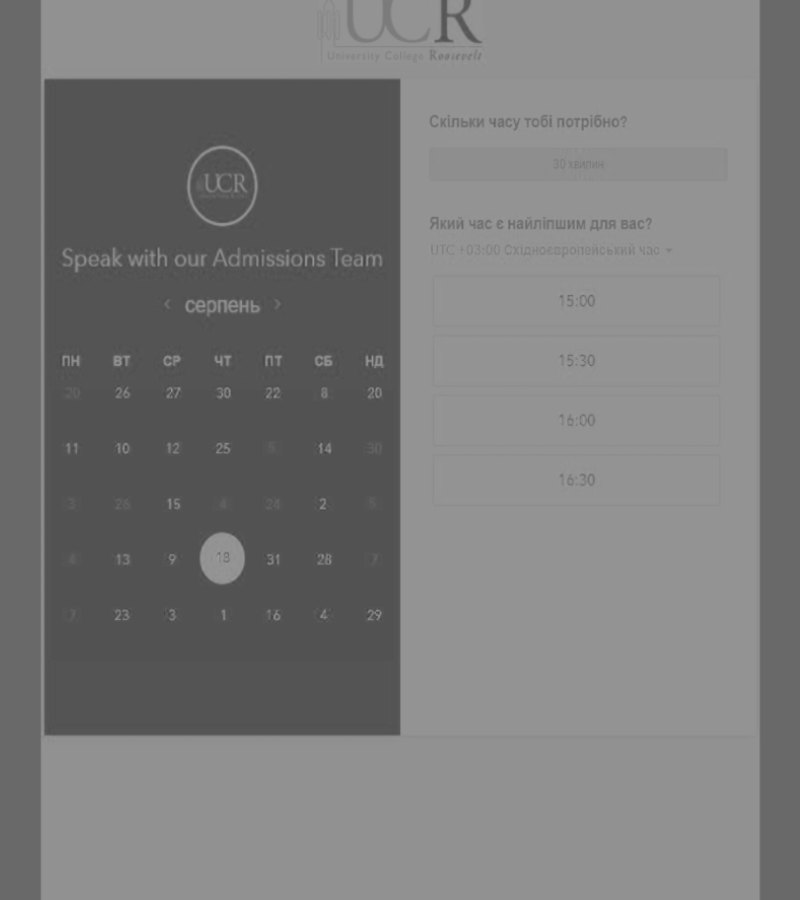 UCR
University College Roosevelt
UCR
Speak with our Admissions Team
‹ серпень ›
ПН ВТ СР ЧТ ПТ СБ НД
20 26 27 30 22 8 20
11 10 12 25 5 14 30
3 28 15 4 24 2 5
13 9 18 31 28 7
7 23 3 1 16 4 29
Скільки часу тобі потрібно?
30 хвилин
Який час є найліпшим для вас?
UTC +03:00 Східноєвропейський час
15:00
15:30
16:00
16:30